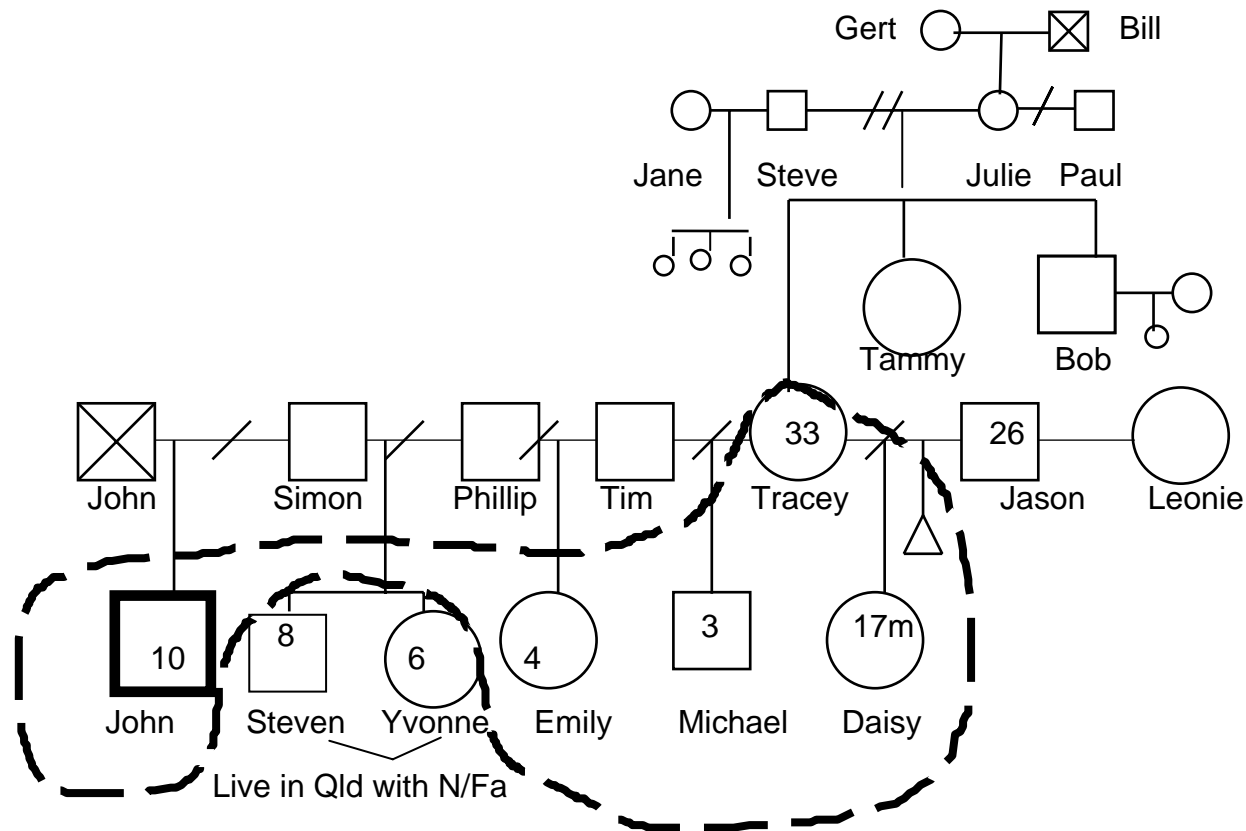 Gert Bill
Jane Steve Julie Paul
Tammy Bob
33 26
John Simon Phillip Tim Tracey Jason Leonie
10 8 6 4 3 17m
John Steven Yvonne Emily Michael Daisy
Live in Qld with N/Fa